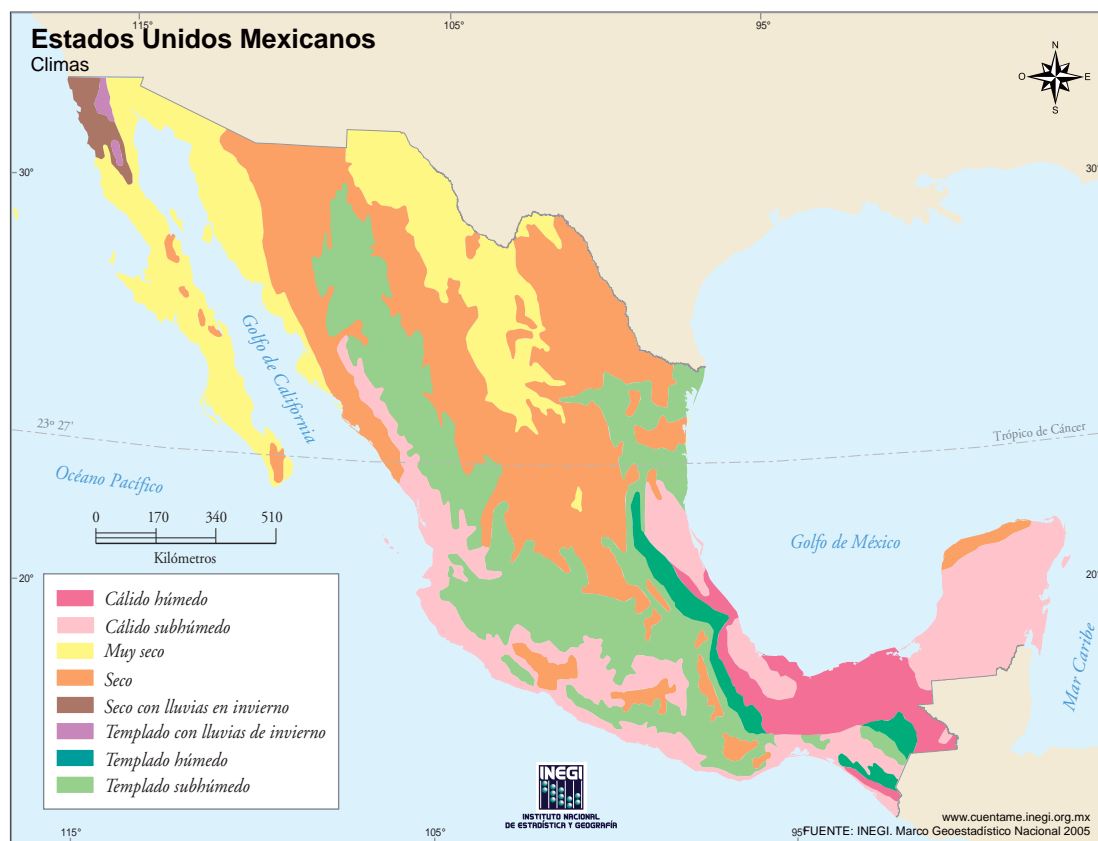 115°
105°
95°
Estados Unidos Mexicanos
Climas
N
O
E
S
30°
30°
Golfo de California
23º 27'
Trópico de Cáncer
Océano Pacífico
0 170 340 510
Kilómetros
Golfo de México
20°
20°
Mar Caribe
Cálido húmedo
Cálido subhúmedo
Muy seco
Seco
Seco con lluvias en invierno
Templado con lluvias de invierno
Templado húmedo
Templado subhúmedo
INEGI
INSTITUTO NACIONAL
DE ESTADÍSTICA Y GEOGRAFÍA
www.cuentame.inegi.org.mx
FUENTE: INEGI. Marco Geoestadístico Nacional 2005
115°
105°
95°